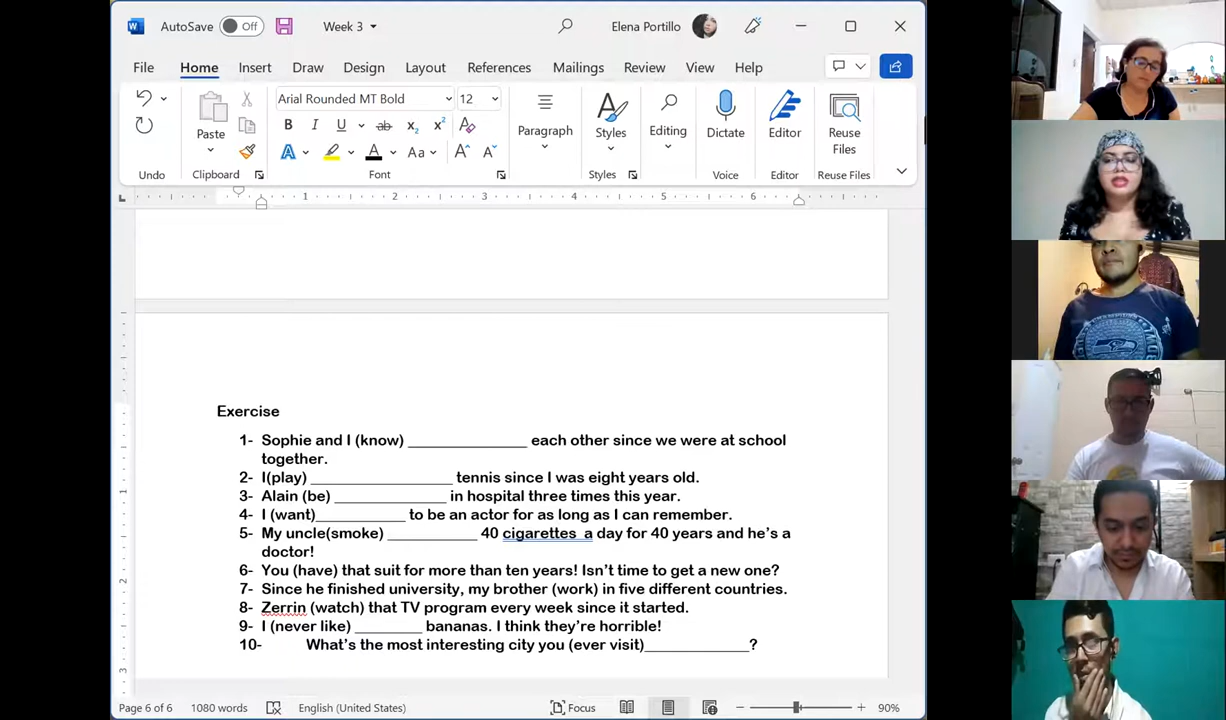 AutoSave Off Week 3 Elena Portillo
File Home Insert Draw Design Layout References Mailings Review View Help
Arial Rounded MT Bold 12
Paste Paragraph Styles Editing Dictate Editor Reuse Files
B I U ab x₂ x² A
A A Aa A A
Undo Clipboard Font Styles Voice Editor Reuse Files
1 2 3 4 5 6
Exercise
1- Sophie and I (know) ______________ each other since we were at school
together.
2- I(play) _________________ tennis since I was eight years old.
3- Alain (be) _____________ in hospital three times this year.
4- I (want)___________ to be an actor for as long as I can remember.
5- My uncle(smoke) ___________ 40 cigarettes a day for 40 years and he’s a
doctor!
6- You (have) that suit for more than ten years! Isn’t time to get a new one?
7- Since he finished university, my brother (work) in five different countries.
8- Zerrin (watch) that TV program every week since it started.
9- I (never like) ________ bananas. I think they’re horrible!
10- What’s the most interesting city you (ever visit)_____________?
Page 6 of 6 1080 words English (United States) Focus 90%